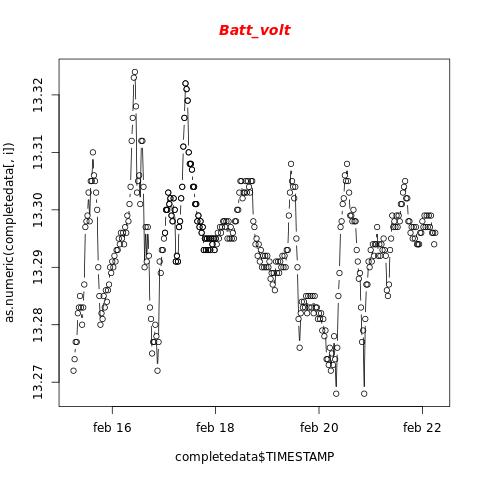 Batt_volt
as.numeric(completedata[, i])
13.32
13.31
13.30
13.29
13.28
13.27
feb 16
feb 18
feb 20
feb 22
completedata$TIMESTAMP